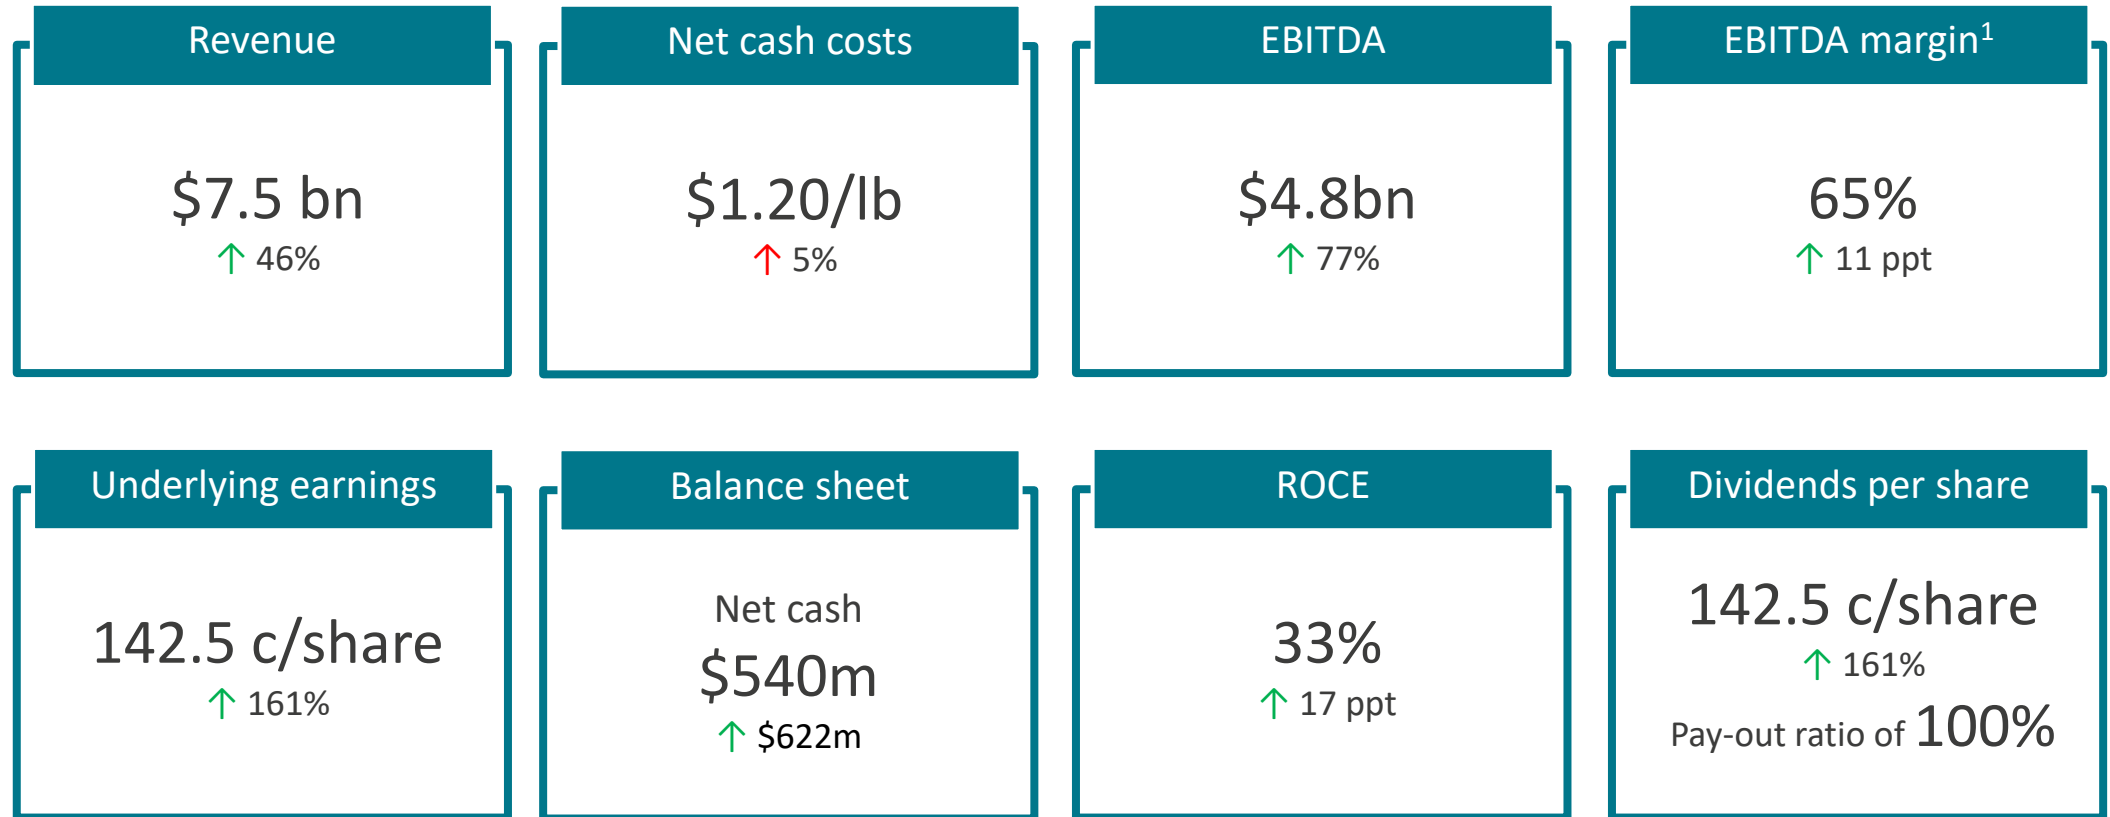 Revenue
$7.5 bn
↑ 46%
Net cash costs
$1.20/lb
↑ 5%
EBITDA
$4.8bn
↑ 77%
EBITDA margin¹
65%
↑ 11 ppt
Underlying earnings
142.5 c/share
↑ 161%
Balance sheet
Net cash
$540m
↑ $622m
ROCE
33%
↑ 17 ppt
Dividends per share
142.5 c/share
↑ 161%
Pay-out ratio of 100%